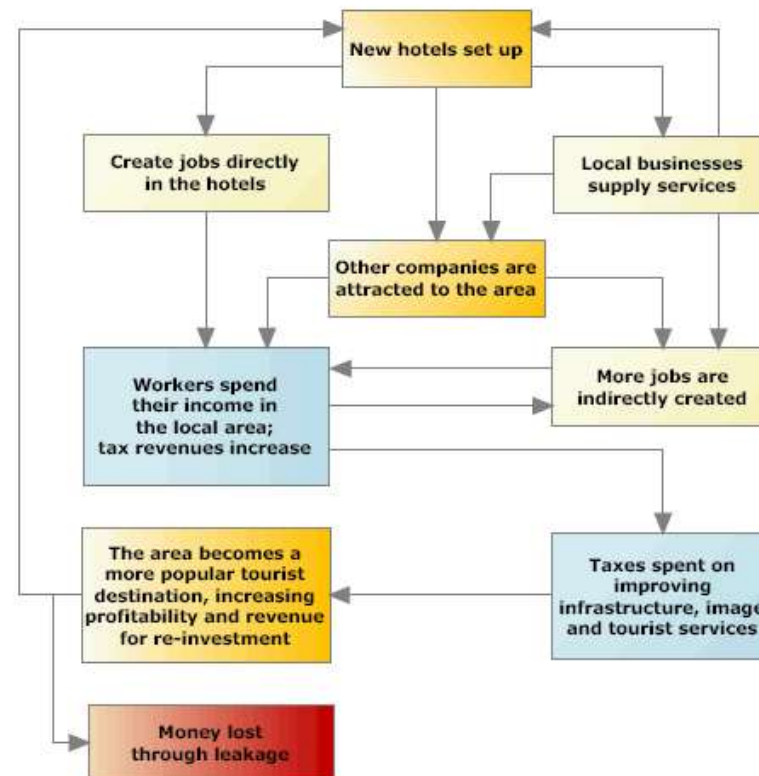 New hotels set up
Create jobs directly
in the hotels
Local businesses
supply services
Other companies are
attracted to the area
Workers spend
their income in
the local area;
tax revenues increase
More jobs are
indirectly created
The area becomes a
more popular tourist
destination, increasing
profitability and revenue
for re-investment
Taxes spent on
improving
infrastructure, image
and tourist services
Money lost
through leakage